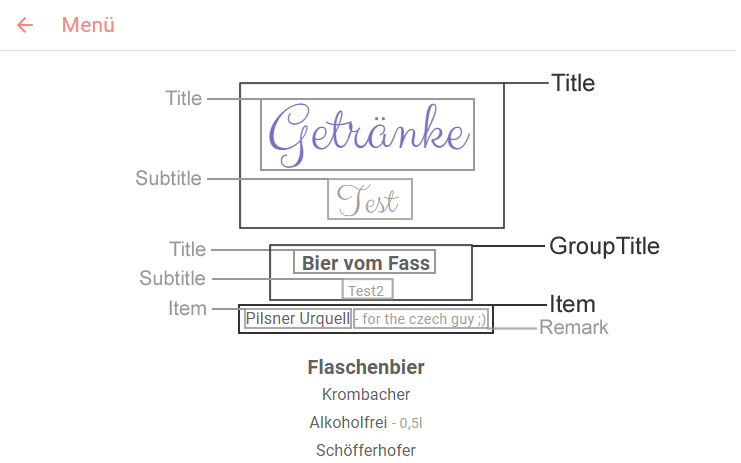 Menü
Title
Title
Getränke
Subtitle
Test
Title
GroupTitle
Bier vom Fass
Subtitle
Test2
Item
Item
Pilsner Urquell - for the czech guy ;)
Remark
Flaschenbier
Krombacher
Alkoholfrei - 0,5l
Schöfferhofer